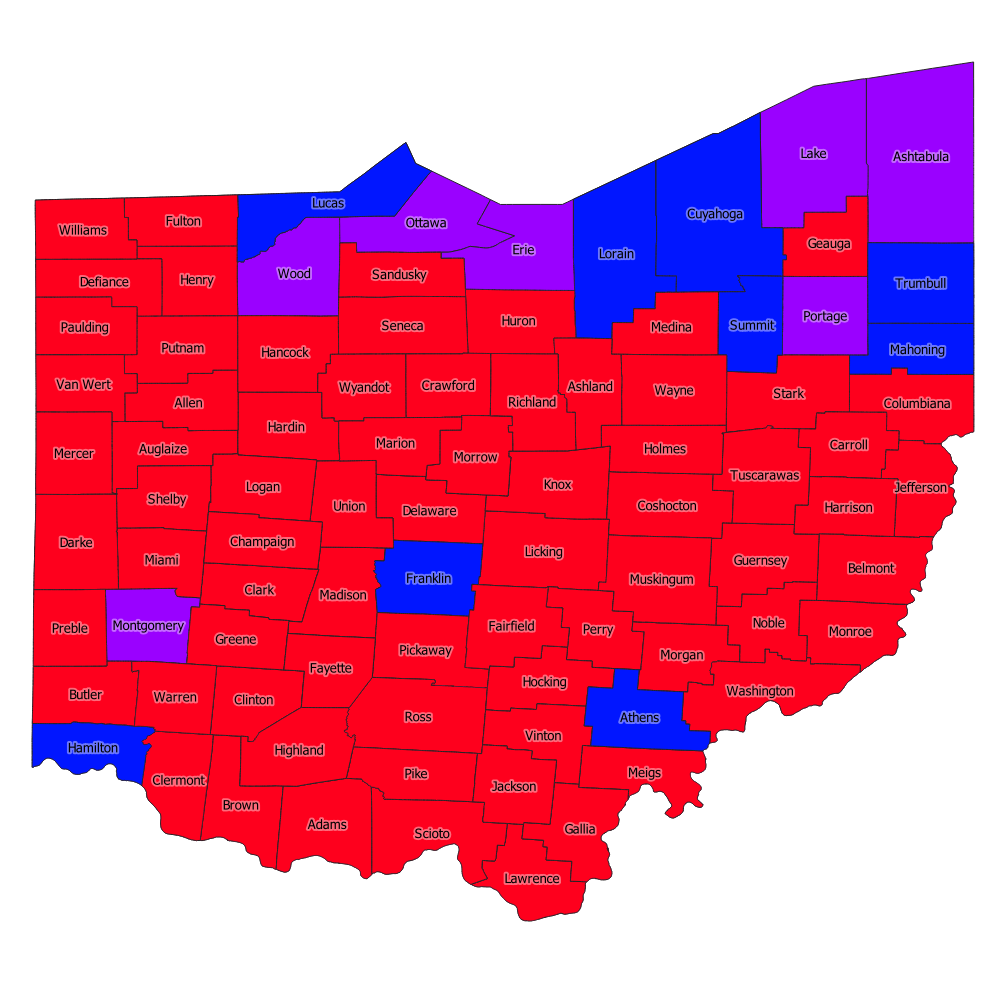 Lake
Ashtabula
Lucas
Cuyahoga
Ottawa
Fulton
Williams
Geauga
Erie
Lorain
Wood
Sandusky
Henry
Defiance
Trumbull
Portage
Huron
Seneca
Summit
Medina
Paulding
Putnam
Hancock
Mahoning
Van Wert
Wyandot
Crawford
Ashland
Wayne
Stark
Richland
Allen
Columbiana
Hardin
Marion
Carroll
Auglaize
Holmes
Mercer
Morrow
Tuscarawas
Knox
Logan
Jefferson
Shelby
Union
Coshocton
Harrison
Delaware
Darke
Champaign
Licking
Miami
Guernsey
Belmont
Franklin
Muskingum
Clark
Madison
Noble
Montgomery
Fairfield
Preble
Perry
Monroe
Greene
Pickaway
Morgan
Fayette
Hocking
Washington
Butler
Warren
Clinton
Ross
Athens
Vinton
Hamilton
Highland
Meigs
Pike
Clermont
Jackson
Brown
Adams
Gallia
Scioto
Lawrence